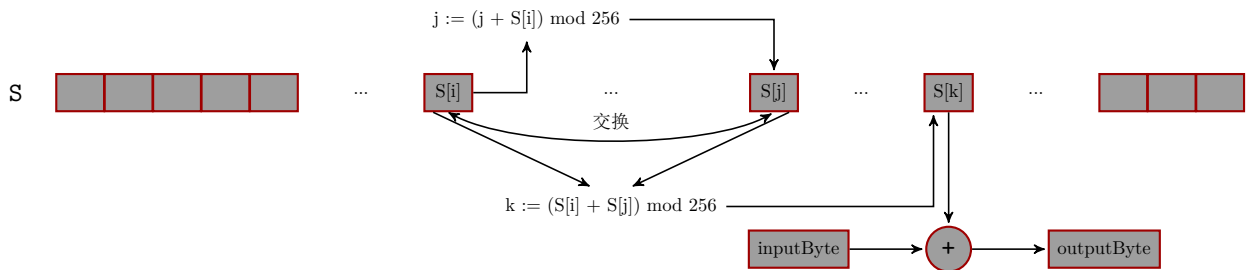 j := (j + S[i]) mod 256
S ... S[i] ... S[j] ... S[k] ...
交换
k := (S[i] + S[j]) mod 256
inputByte + outputByte